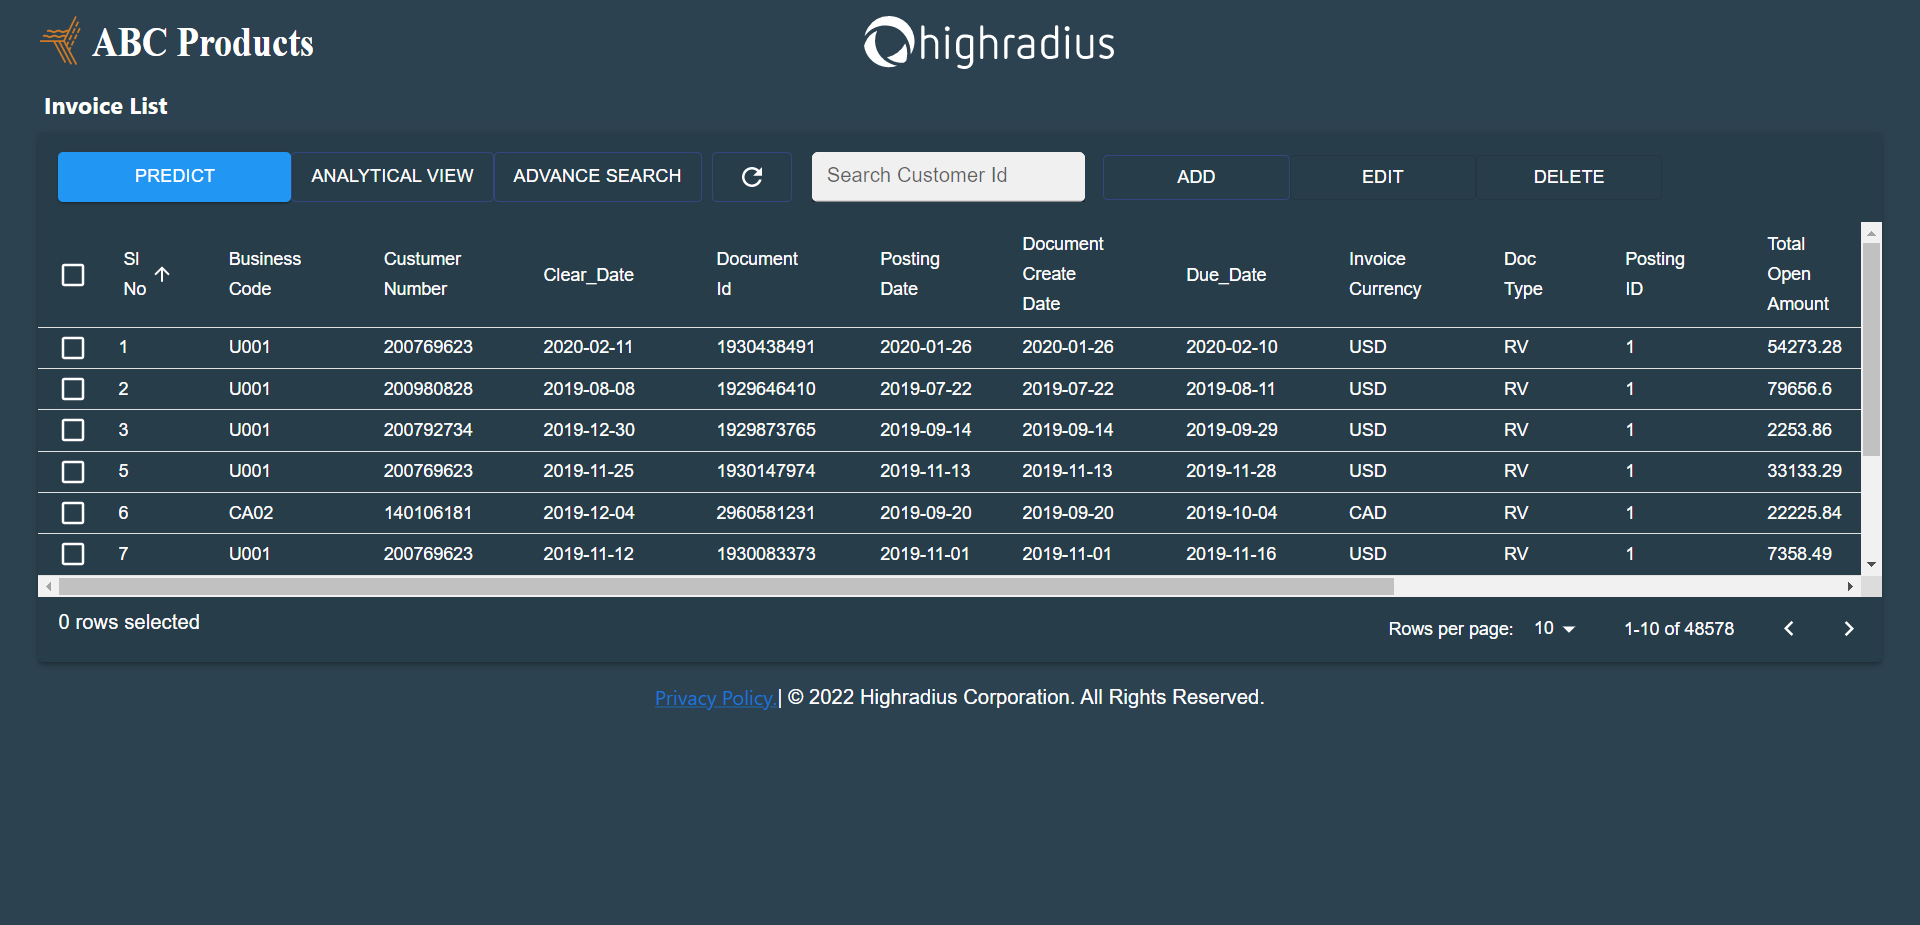 ABC Products
highradius
Invoice List
PREDICT ANALYTICAL VIEW ADVANCE SEARCH Search Customer Id ADD EDIT DELETE
Sl No Business Code Custumer Number Clear_Date Document Id Posting Date Document Create Date Due_Date Invoice Currency Doc Type Posting ID Total Open Amount
1 U001 200769623 2020-02-11 1930438491 2020-01-26 2020-01-26 2020-02-10 USD RV 1 54273.28
2 U001 200980828 2019-08-08 1929646410 2019-07-22 2019-07-22 2019-08-11 USD RV 1 79656.6
3 U001 200792734 2019-12-30 1929873765 2019-09-14 2019-09-14 2019-09-29 USD RV 1 2253.86
5 U001 200769623 2019-11-25 1930147974 2019-11-13 2019-11-13 2019-11-28 USD RV 1 33133.29
6 CA02 140106181 2019-12-04 2960581231 2019-09-20 2019-09-20 2019-10-04 CAD RV 1 22225.84
7 U001 200769623 2019-11-12 1930083373 2019-11-01 2019-11-01 2019-11-16 USD RV 1 7358.49
0 rows selected
Rows per page: 10 1-10 of 48578
Privacy Policy.| © 2022 Highradius Corporation. All Rights Reserved.